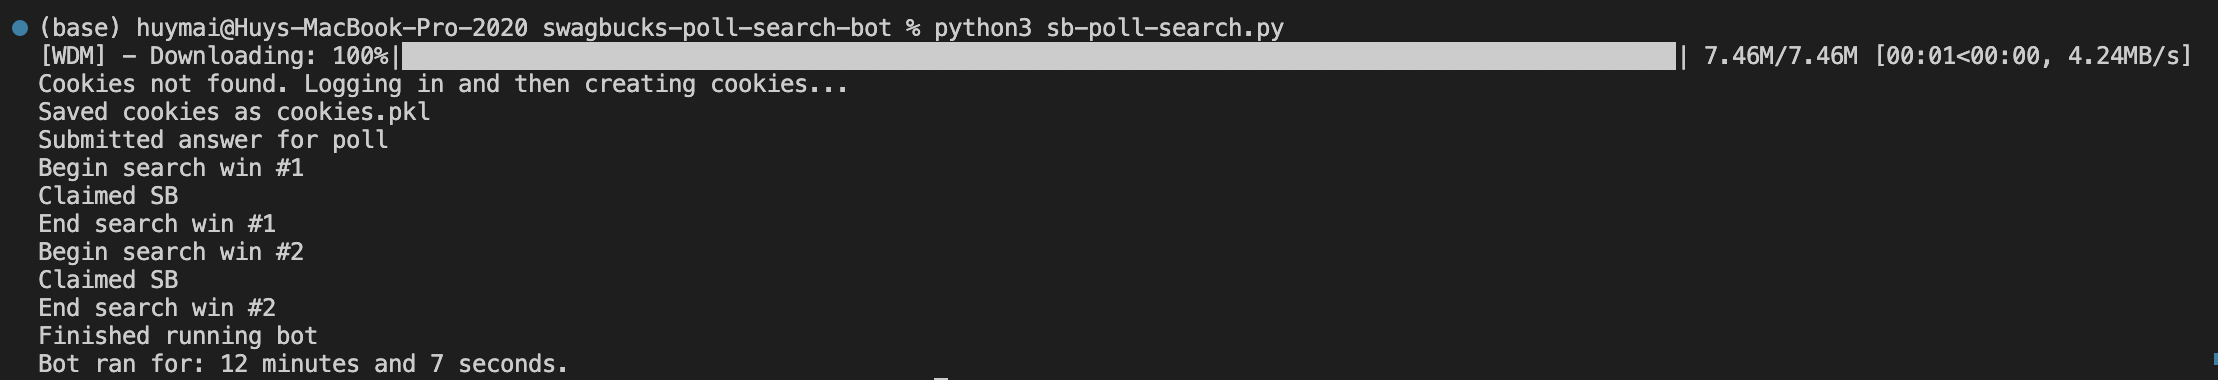 (base) huymai@Huys-MacBook-Pro-2020 swagbucks-poll-search-bot % python3 sb-poll-search.py
[WDM] - Downloading: 100%|██████████| 7.46M/7.46M [00:01<00:00, 4.24MB/s]
Cookies not found. Logging in and then creating cookies...
Saved cookies as cookies.pkl
Submitted answer for poll
Begin search win #1
Claimed SB
End search win #1
Begin search win #2
Claimed SB
End search win #2
Finished running bot
Bot ran for: 12 minutes and 7 seconds.